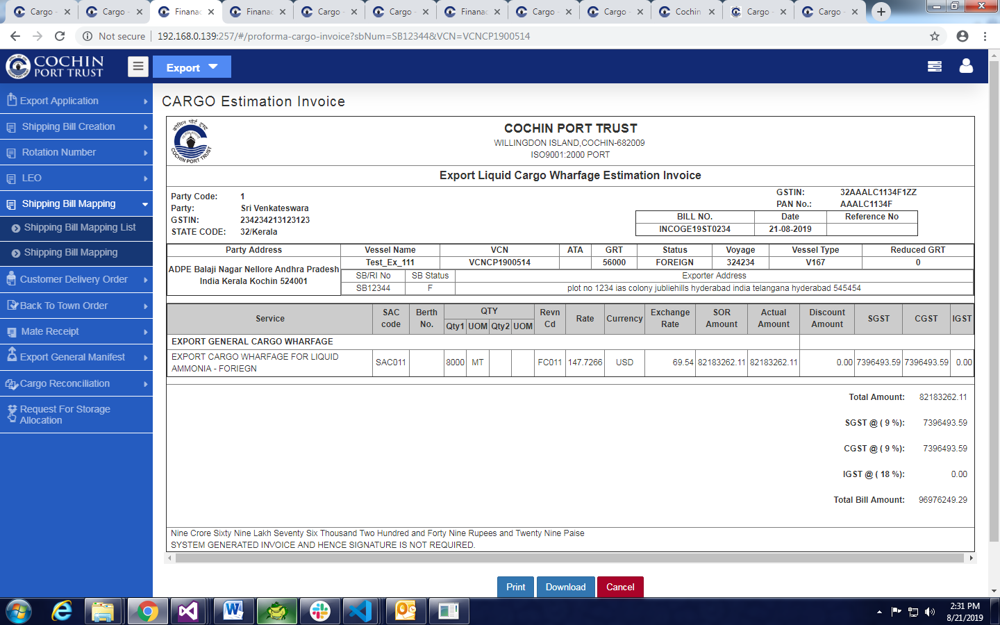 Cargo - Cargo - Finanac Finanac Cargo - Cargo - Finanac Cargo - Cargo - Cochin Cargo - Cargo -
Not secure 192.168.0.139:257/#/proforma-cargo-invoice?sbNum=SB12344&VCN=VCNCP1900514
COCHIN
PORT TRUST
Export
Export Application
Shipping Bill Creation
Rotation Number
LEO
Shipping Bill Mapping
Shipping Bill Mapping List
Shipping Bill Mapping
Customer Delivery Order
Back To Town Order
Mate Receipt
Export General Manifest
Cargo Reconciliation
Request For Storage
Allocation
CARGO Estimation Invoice
कोचिन पोर्ट ट्रस्ट
COCHIN PORT TRUST
COCHIN PORT TRUST
WILLINGDON ISLAND,COCHIN-682009
ISO9001:2000 PORT
Export Liquid Cargo Wharfage Estimation Invoice
Party Code: 1
Party: Sri Venkateswara
GSTIN: 234234213123123
STATE CODE: 32/Kerala
GSTIN: 32AAALC1134F1ZZ
PAN No.: AAALC1134F
BILL NO. Date Reference No
INCOGE19ST0234 21-08-2019
Party Address Vessel Name VCN ATA GRT Status Voyage Vessel Type Reduced GRT
Test_Ex_111 VCNCP1900514 56000 FOREIGN 324234 V167 0
ADPE Balaji Nagar Nellore Andhra Pradesh
India Kerala Kochin 524001
SB/RI No SB Status Exporter Address
SB12344 F plot no 1234 ias colony jubliehills hyderabad india telangana hyderabad 545454
Service SAC code Berth No. QTY Revn Cd Rate Currency Exchange Rate SOR Amount Actual Amount Discount Amount SGST CGST IGST
Qty1 UOM Qty2 UOM
EXPORT GENERAL CARGO WHARFAGE
EXPORT CARGO WHARFAGE FOR LIQUID
AMMONIA - FORIEGN
SAC011 8000 MT FC011 147.7266 USD 69.54 82183262.11 82183262.11 0.00 7396493.59 7396493.59 0.00
Total Amount: 82183262.11
SGST @ ( 9 %): 7396493.59
CGST @ ( 9 %): 7396493.59
IGST @ ( 18 %): 0.00
Total Bill Amount: 96976249.29
Nine Crore Sixty Nine Lakh Seventy Six Thousand Two Hundred and Forty Nine Rupees and Twenty Nine Paise
SYSTEM GENERATED INVOICE AND HENCE SIGNATURE IS NOT REQUIRED.
Print Download Cancel
2:31 PM
8/21/2019